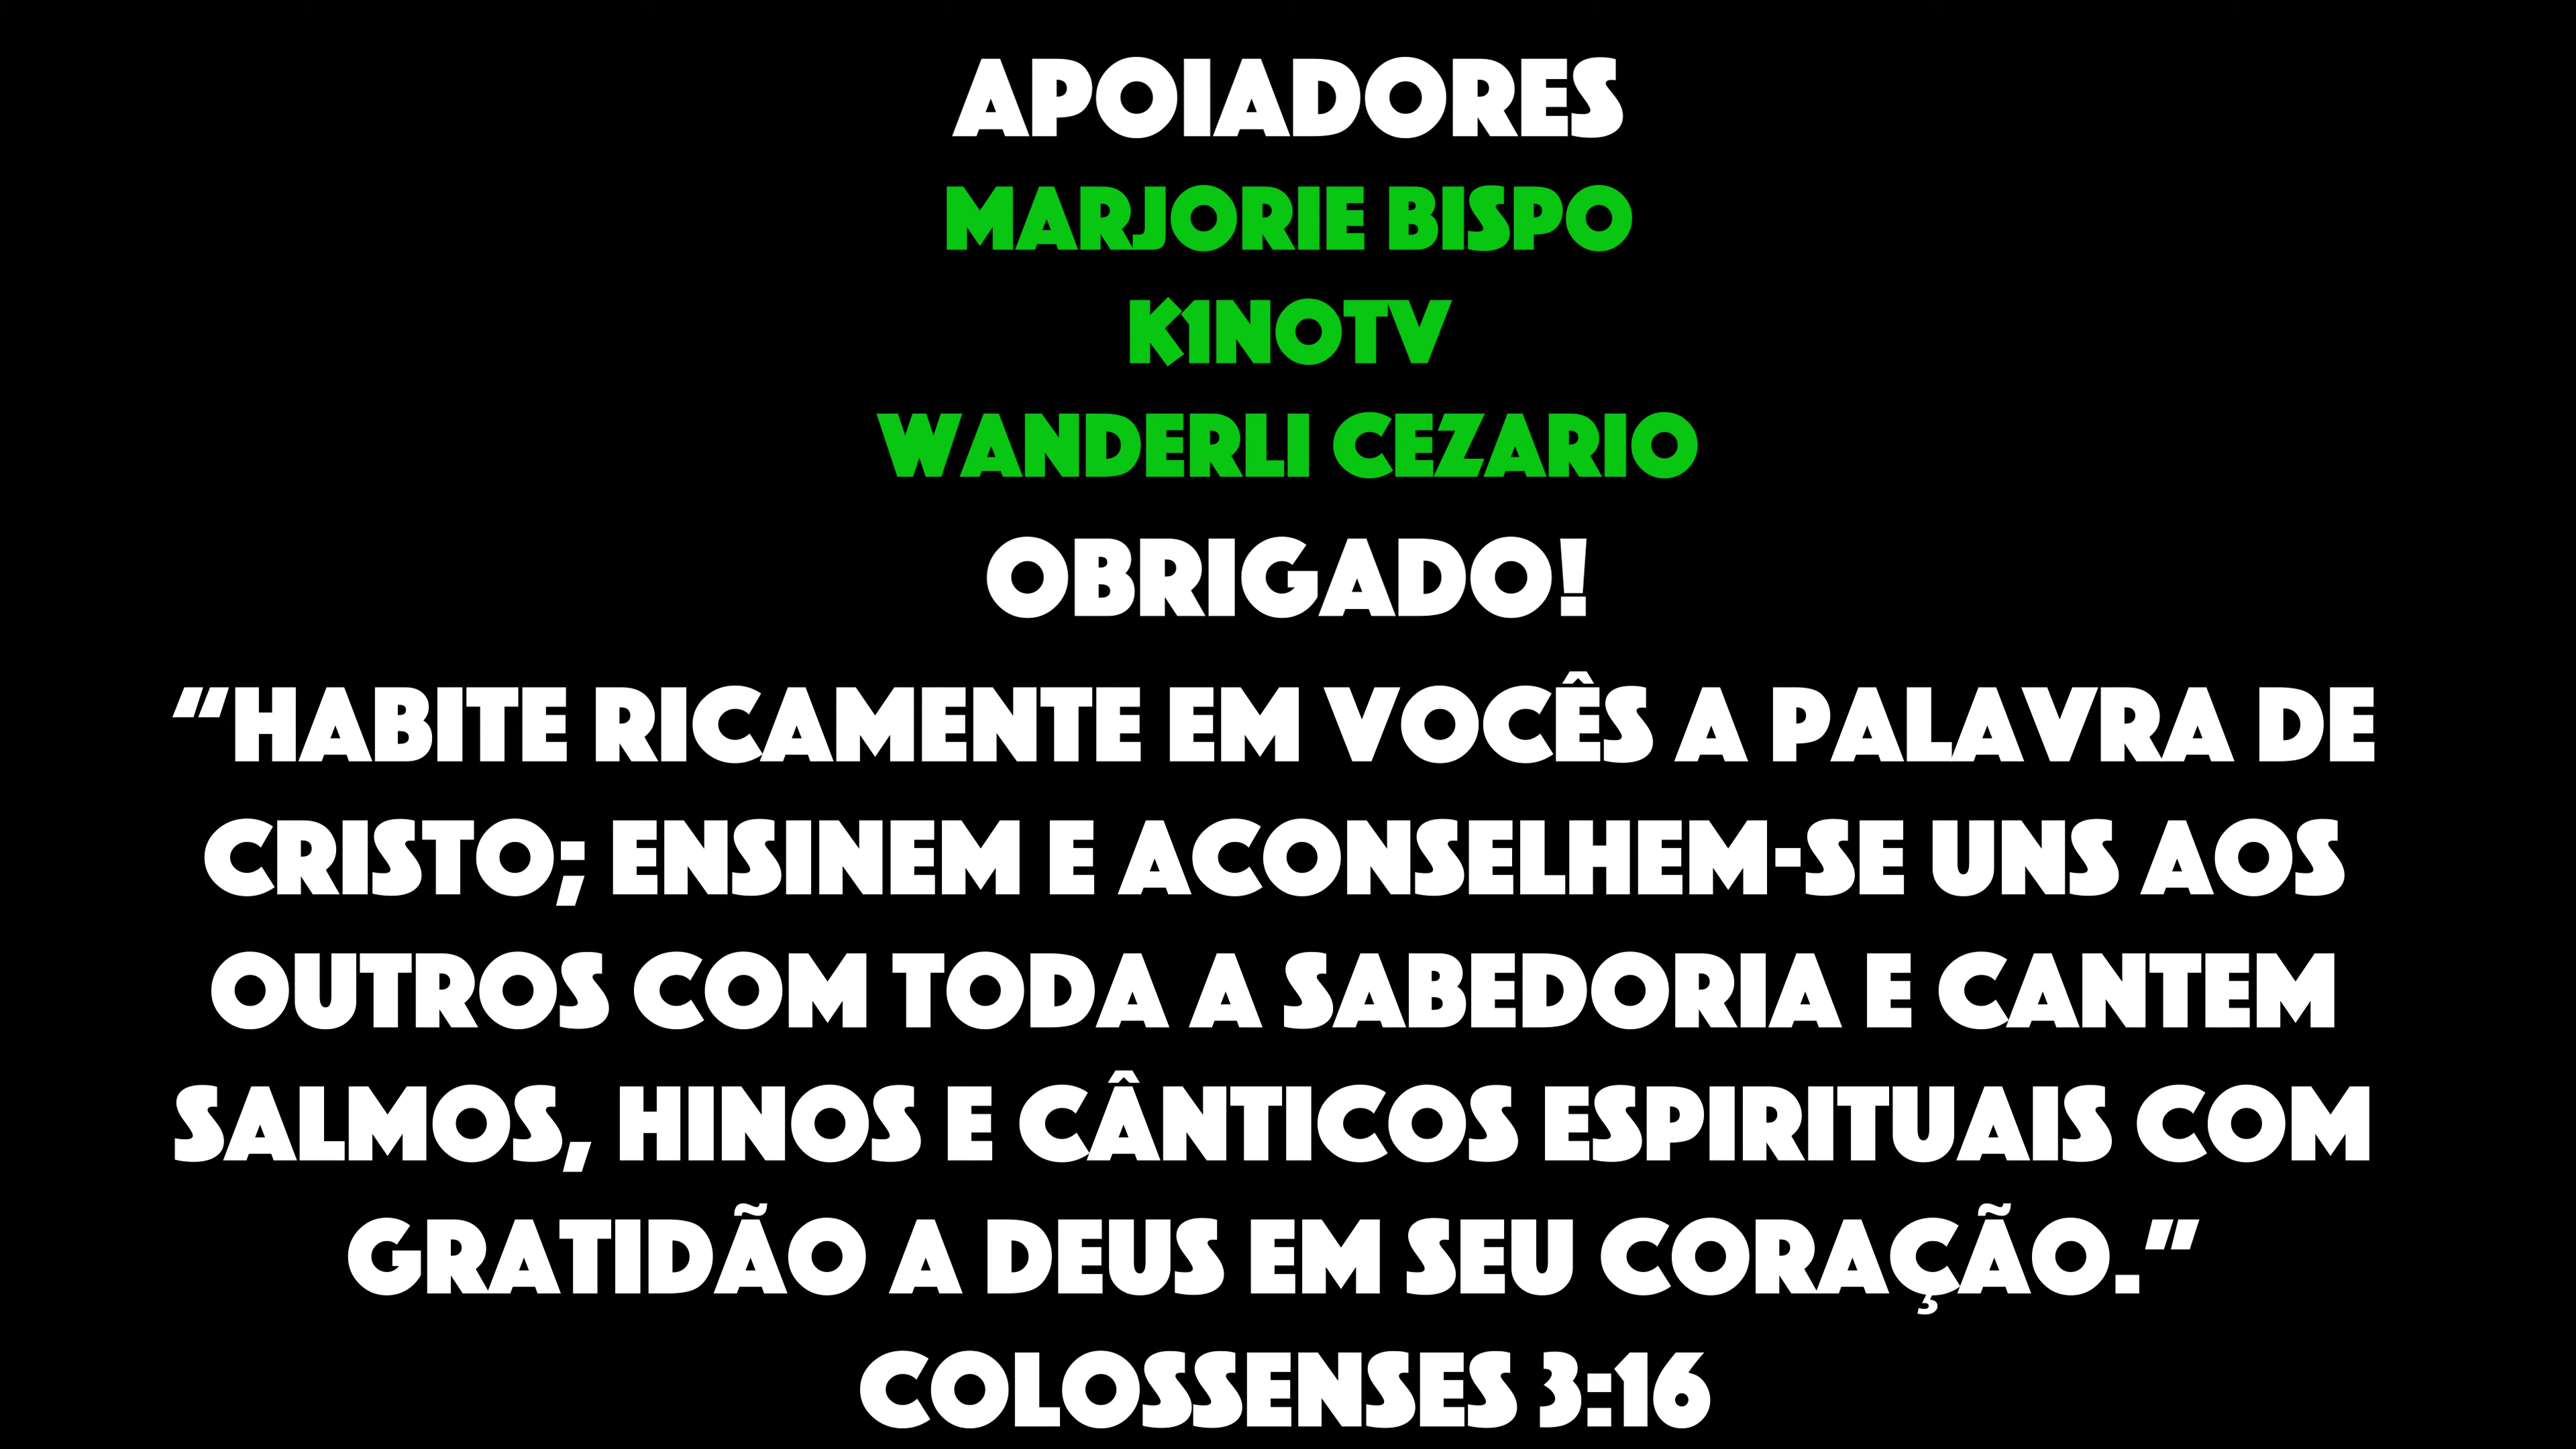 APOIADORES
MARJORIE BISPO
K1NOTV
WANDERLI CEZARIO
OBRIGADO!
“HABITE RICAMENTE EM VOCÊS A PALAVRA DE
CRISTO; ENSINEM E ACONSELHEM-SE UNS AOS
OUTROS COM TODA A SABEDORIA E CANTEM
SALMOS, HINOS E CÂNTICOS ESPIRITUAIS COM
GRATIDÃO A DEUS EM SEU CORAÇÃO.”
COLOSSENSES 3:16